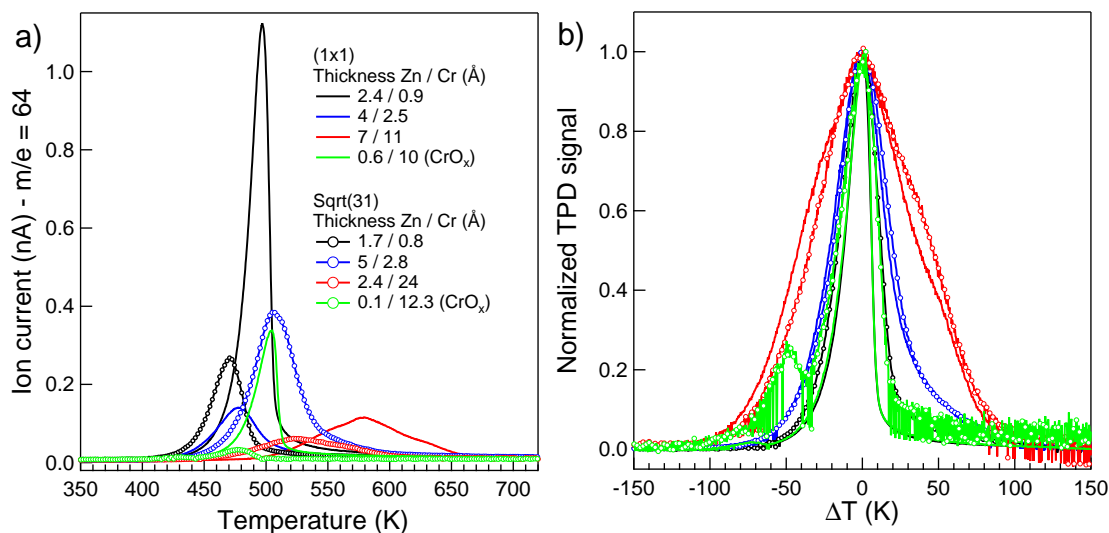 a)
Ion current (nA) - m/e = 64
1.0
0.8
0.6
0.4
0.2
0.0
350 400 450 500 550 600 650 700
Temperature (K)
(1x1)
Thickness Zn / Cr (Å)
2.4 / 0.9
4 / 2.5
7 / 11
0.6 / 10 (CrOₓ)
Sqrt(31)
Thickness Zn / Cr (Å)
1.7 / 0.8
5 / 2.8
2.4 / 24
0.1 / 12.3 (CrOₓ)
b)
Normalized TPD signal
1.0
0.8
0.6
0.4
0.2
0.0
-150 -100 -50 0 50 100 150
ΔT (K)